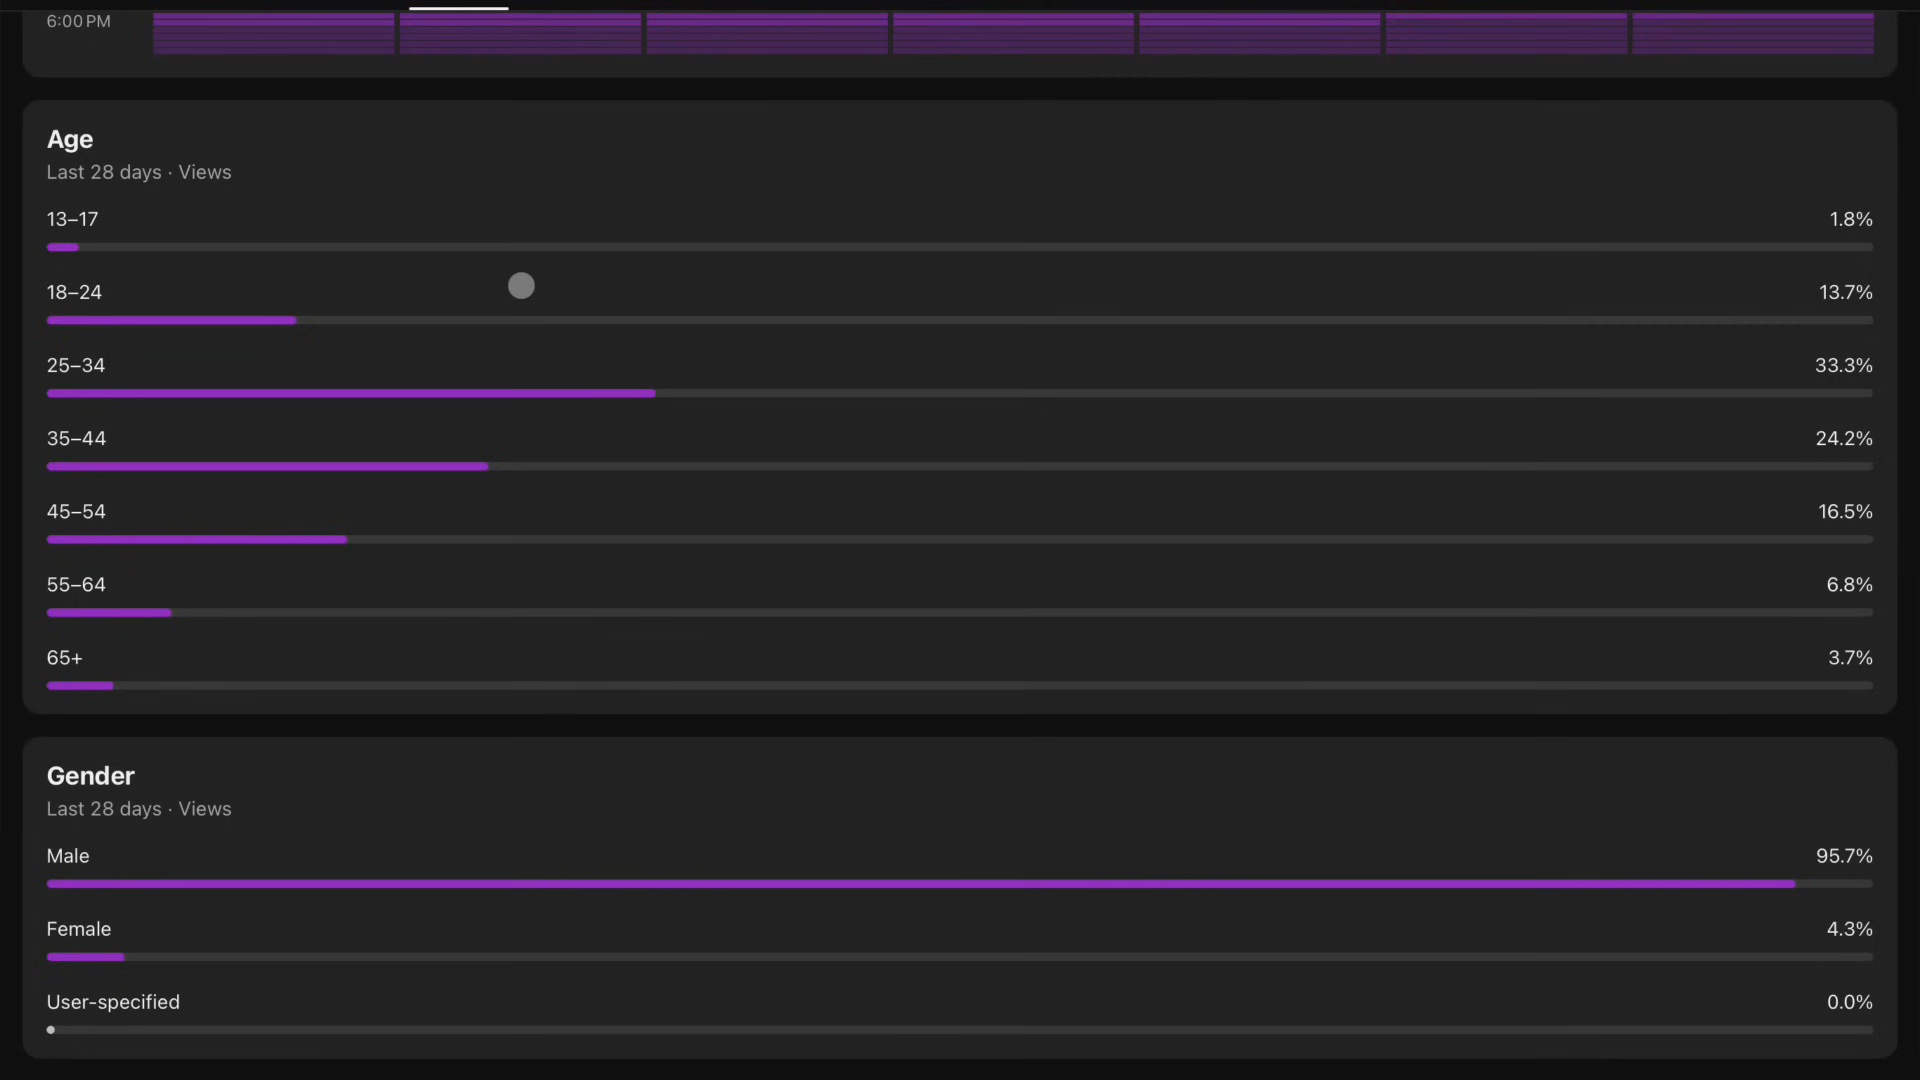 6:00 PM
Age
Last 28 days · Views
13–17 1.8%
18–24 13.7%
25–34 33.3%
35–44 24.2%
45–54 16.5%
55–64 6.8%
65+ 3.7%
Gender
Last 28 days · Views
Male 95.7%
Female 4.3%
User-specified 0.0%